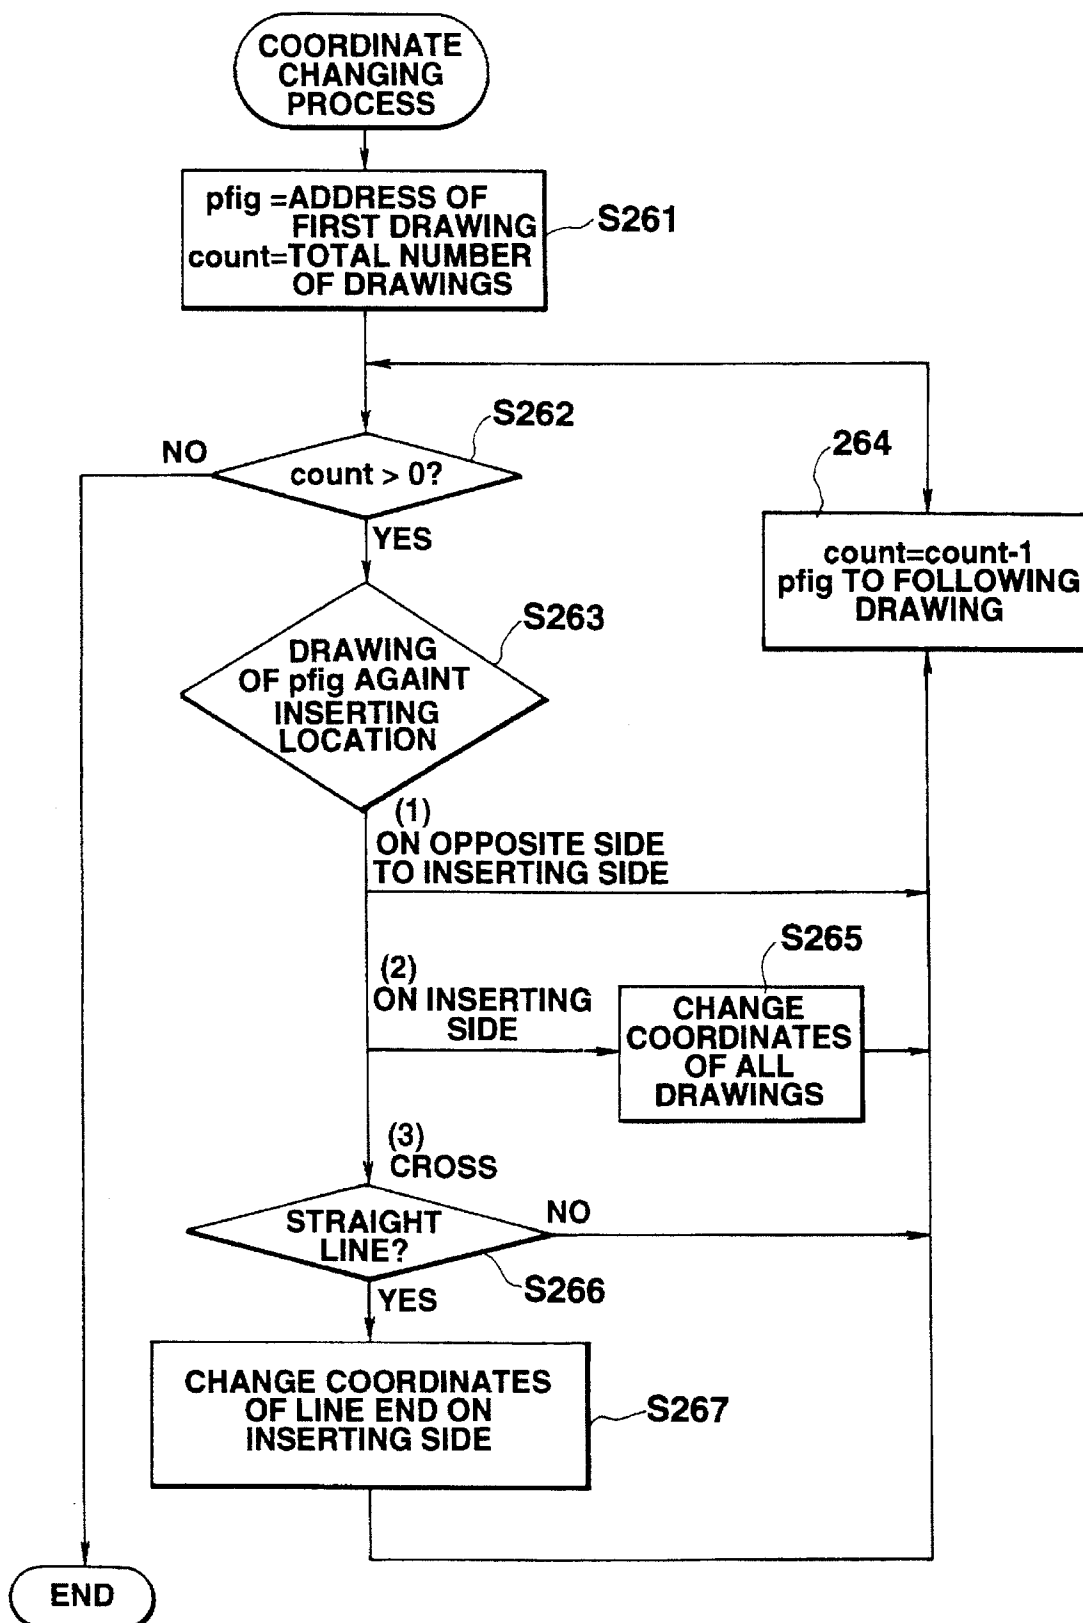 COORDINATE
CHANGING
PROCESS
pfig =ADDRESS OF
FIRST DRAWING
count=TOTAL NUMBER
OF DRAWINGS
S261
S262
NO
count > 0?
YES
264
count=count-1
pfig TO FOLLOWING
DRAWING
S263
DRAWING
OF pfig AGAINT
INSERTING
LOCATION
(1)
ON OPPOSITE SIDE
TO INSERTING SIDE
S265
(2)
ON INSERTING
SIDE
CHANGE
COORDINATES
OF ALL
DRAWINGS
(3)
CROSS
STRAIGHT
LINE?
NO
S266
YES
CHANGE COORDINATES
OF LINE END ON
INSERTING SIDE
S267
END